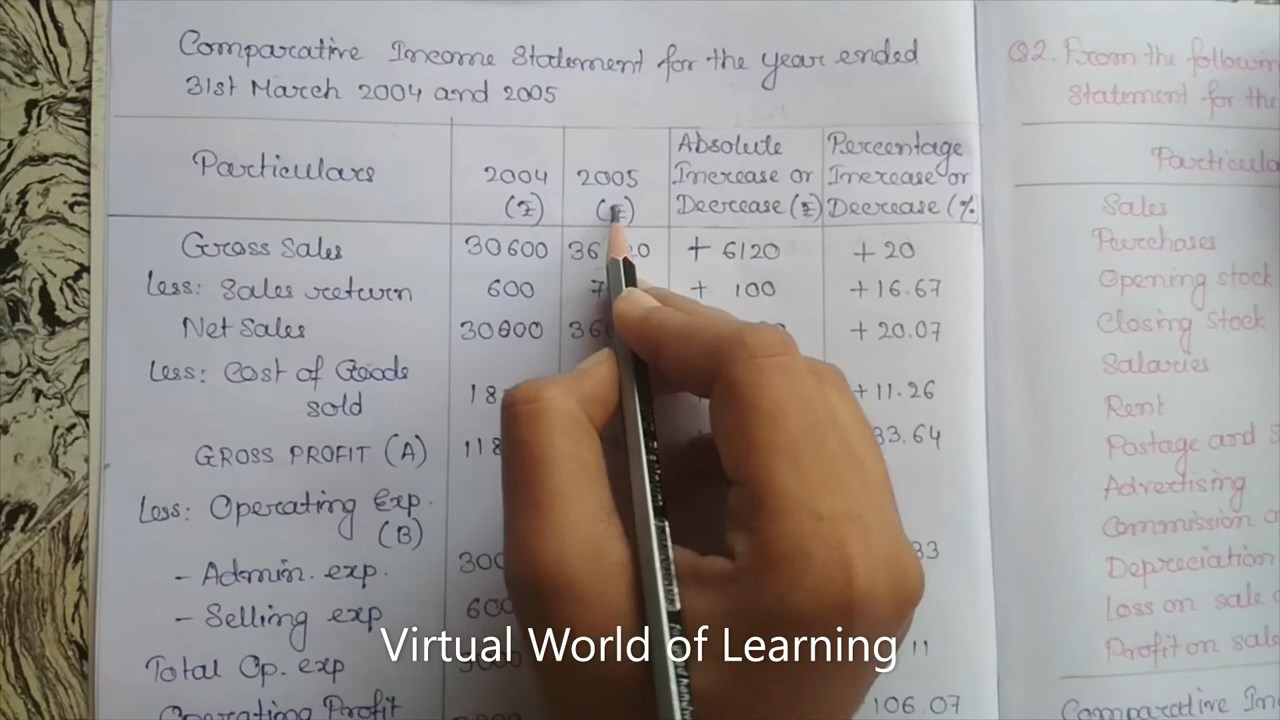 Comparative Income Statement for the year ended
31st March 2004 and 2005
Particulars 2004 (₹) 2005 (₹) Absolute Increase or Decrease (₹) Percentage Increase or Decrease (%
Gross Sales 30600 + 6120 + 20
Less: Sales return 600 + 100 +16.67
Net Sales 30000 + 20.07
Less: Cost of Goods sold +11.26
GROSS PROFIT (A)
Less: Operating Exp. (B)
- Admin. exp.
- Selling exp
Total Op. exp
Operating Profit 106.07
Q2. From the
Statement for the
Sales
Purchases
Opening stock
Closing stock
Salaries
Rent
Postage and
Advertising
Commission
Depreciation
Loss on sale
Profit on
Comparative
Virtual World of Learning